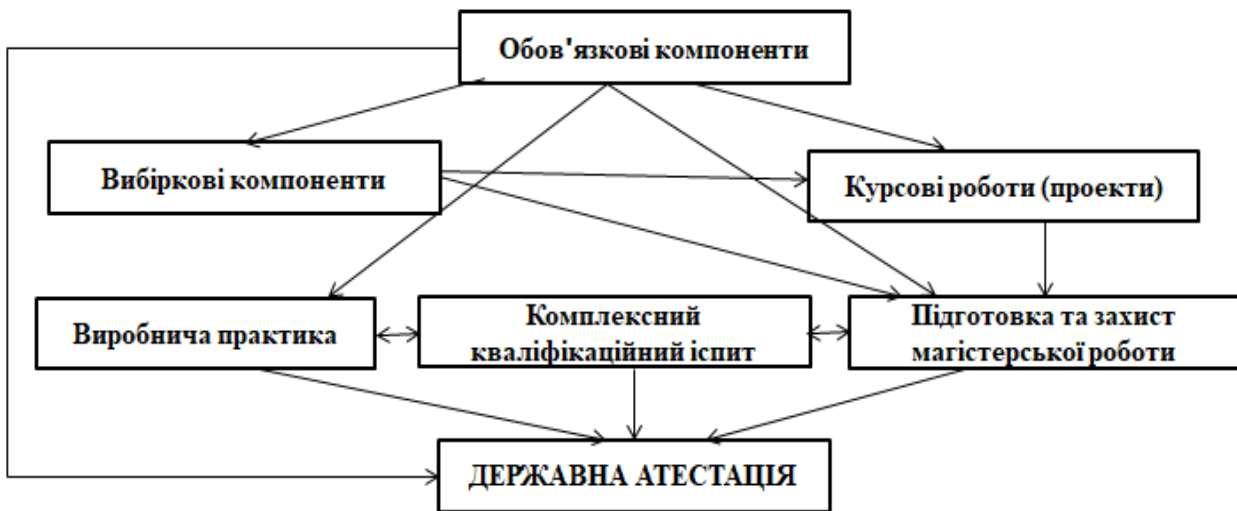 Обов'язкові компоненти
Вибіркові компоненти
Курсові роботи (проекти)
Виробнича практика
Комплексний
кваліфікаційний іспит
Підготовка та захист
магістерської роботи
ДЕРЖАВНА АТЕСТАЦІЯ